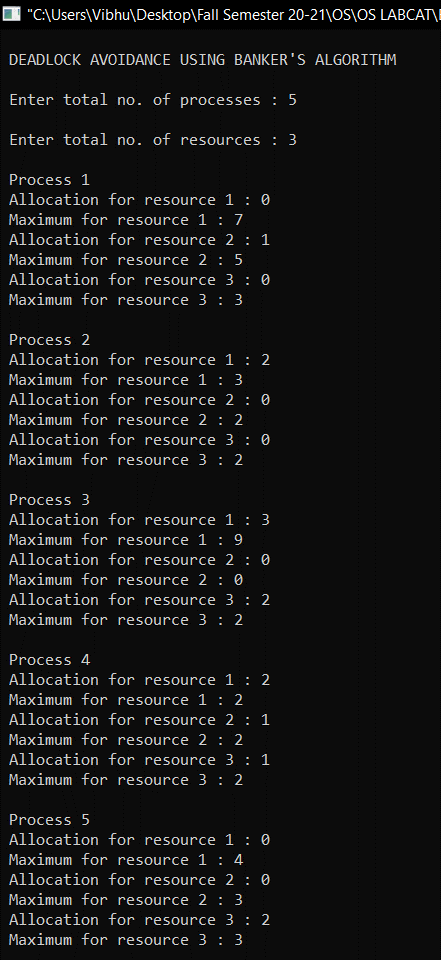 "C:\Users\Vibhu\Desktop\Fall Semester 20-21\OS\OS LABCAT\
DEADLOCK AVOIDANCE USING BANKER'S ALGORITHM
Enter total no. of processes : 5
Enter total no. of resources : 3
Process 1
Allocation for resource 1 : 0
Maximum for resource 1 : 7
Allocation for resource 2 : 1
Maximum for resource 2 : 5
Allocation for resource 3 : 0
Maximum for resource 3 : 3
Process 2
Allocation for resource 1 : 2
Maximum for resource 1 : 3
Allocation for resource 2 : 0
Maximum for resource 2 : 2
Allocation for resource 3 : 0
Maximum for resource 3 : 2
Process 3
Allocation for resource 1 : 3
Maximum for resource 1 : 9
Allocation for resource 2 : 0
Maximum for resource 2 : 0
Allocation for resource 3 : 2
Maximum for resource 3 : 2
Process 4
Allocation for resource 1 : 2
Maximum for resource 1 : 2
Allocation for resource 2 : 1
Maximum for resource 2 : 2
Allocation for resource 3 : 1
Maximum for resource 3 : 2
Process 5
Allocation for resource 1 : 0
Maximum for resource 1 : 4
Allocation for resource 2 : 0
Maximum for resource 2 : 3
Allocation for resource 3 : 2
Maximum for resource 3 : 3